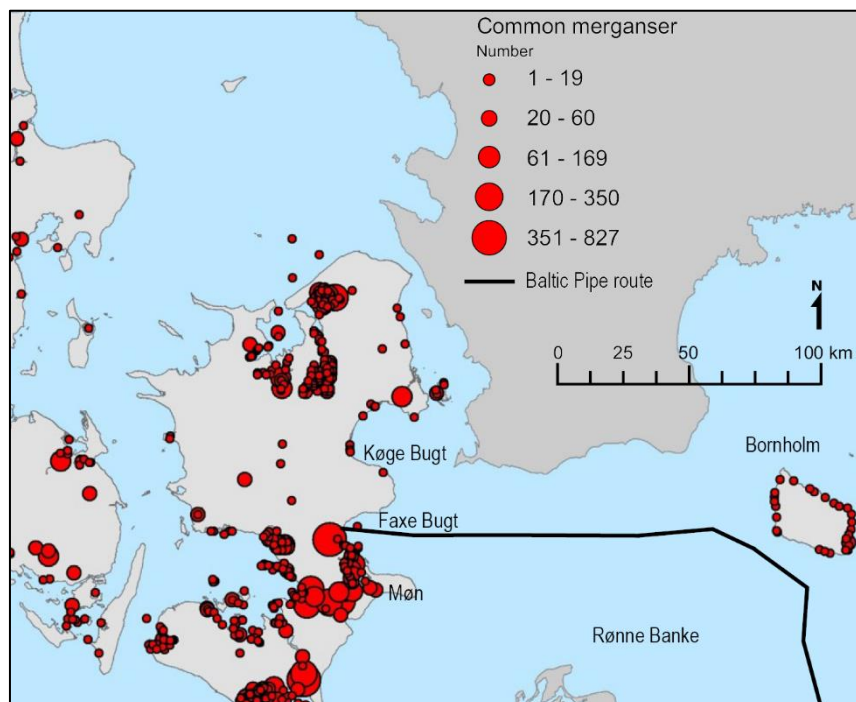 Common merganser
Number
1 - 19
20 - 60
61 - 169
170 - 350
351 - 827
Baltic Pipe route
N
0 25 50 100 km
Køge Bugt
Bornholm
Faxe Bugt
Møn
Rønne Banke